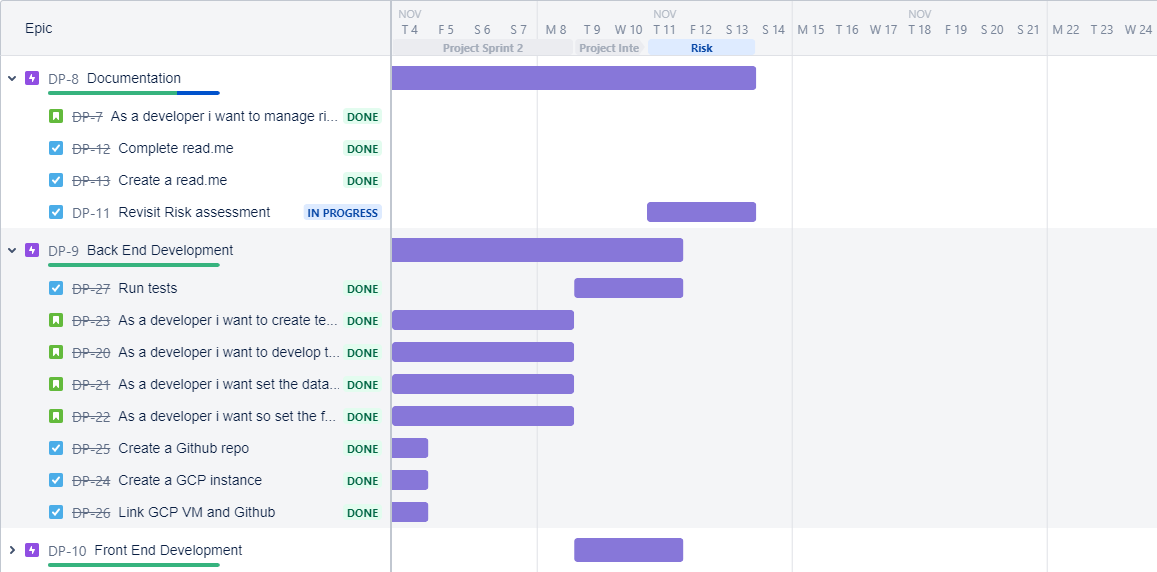 Epic
NOV NOV NOV
T 4 F 5 S 6 S 7 M 8 T 9 W 10 T 11 F 12 S 13 S 14 M 15 T 16 W 17 T 18 F 19 S 20 S 21 M 22 T 23 W 24
Project Sprint 2 Project Inte Risk
DP-8 Documentation
DP-7 As a developer i want to manage ri... DONE
DP-12 Complete read.me DONE
DP-13 Create a read.me DONE
DP-11 Revisit Risk assessment IN PROGRESS
DP-9 Back End Development
DP-27 Run tests DONE
DP-23 As a developer i want to create te... DONE
DP-20 As a developer i want to develop t... DONE
DP-21 As a developer i want set the data... DONE
DP-22 As a developer i want so set the f... DONE
DP-25 Create a Github repo DONE
DP-24 Create a GCP instance DONE
DP-26 Link GCP VM and Github DONE
DP-10 Front End Development